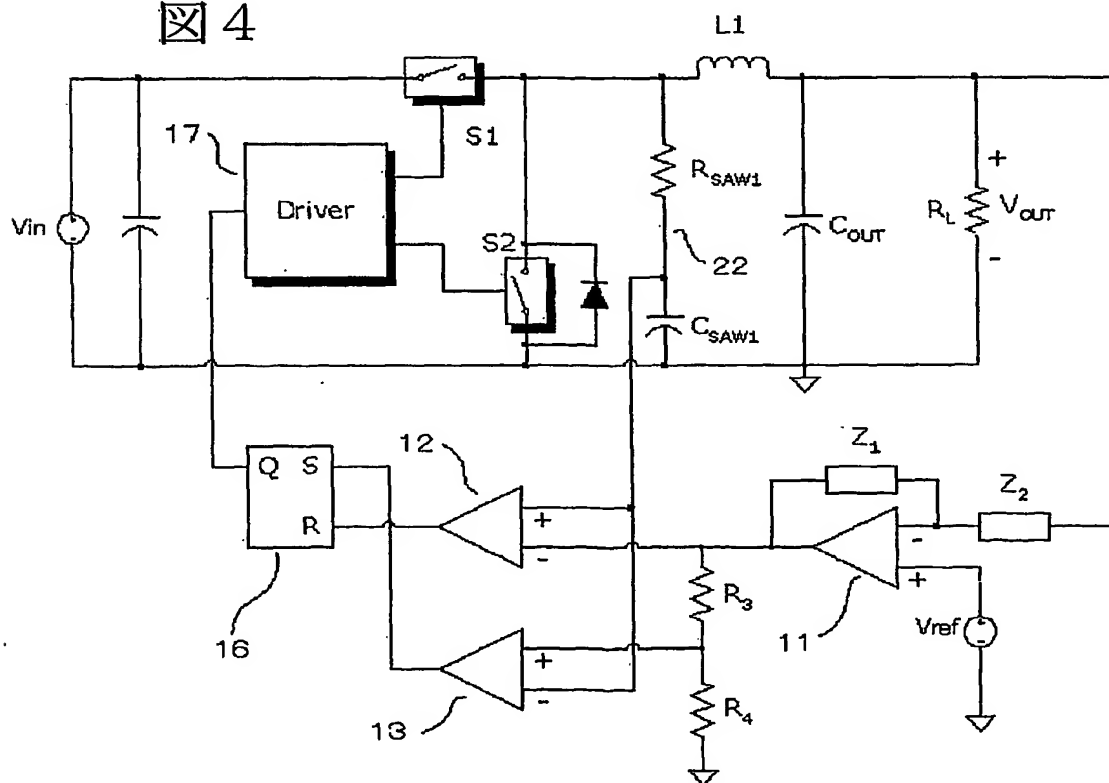 図4
L1
17
S1
R_SAW1
+
Driver
Vin
R_L
V_OUT
C_OUT
S2
22
-
C_SAW1
12
Z_1
Z_2
Q S
+
-
R
-
+
R_3
11
Vref
16
+
-
R_4
13